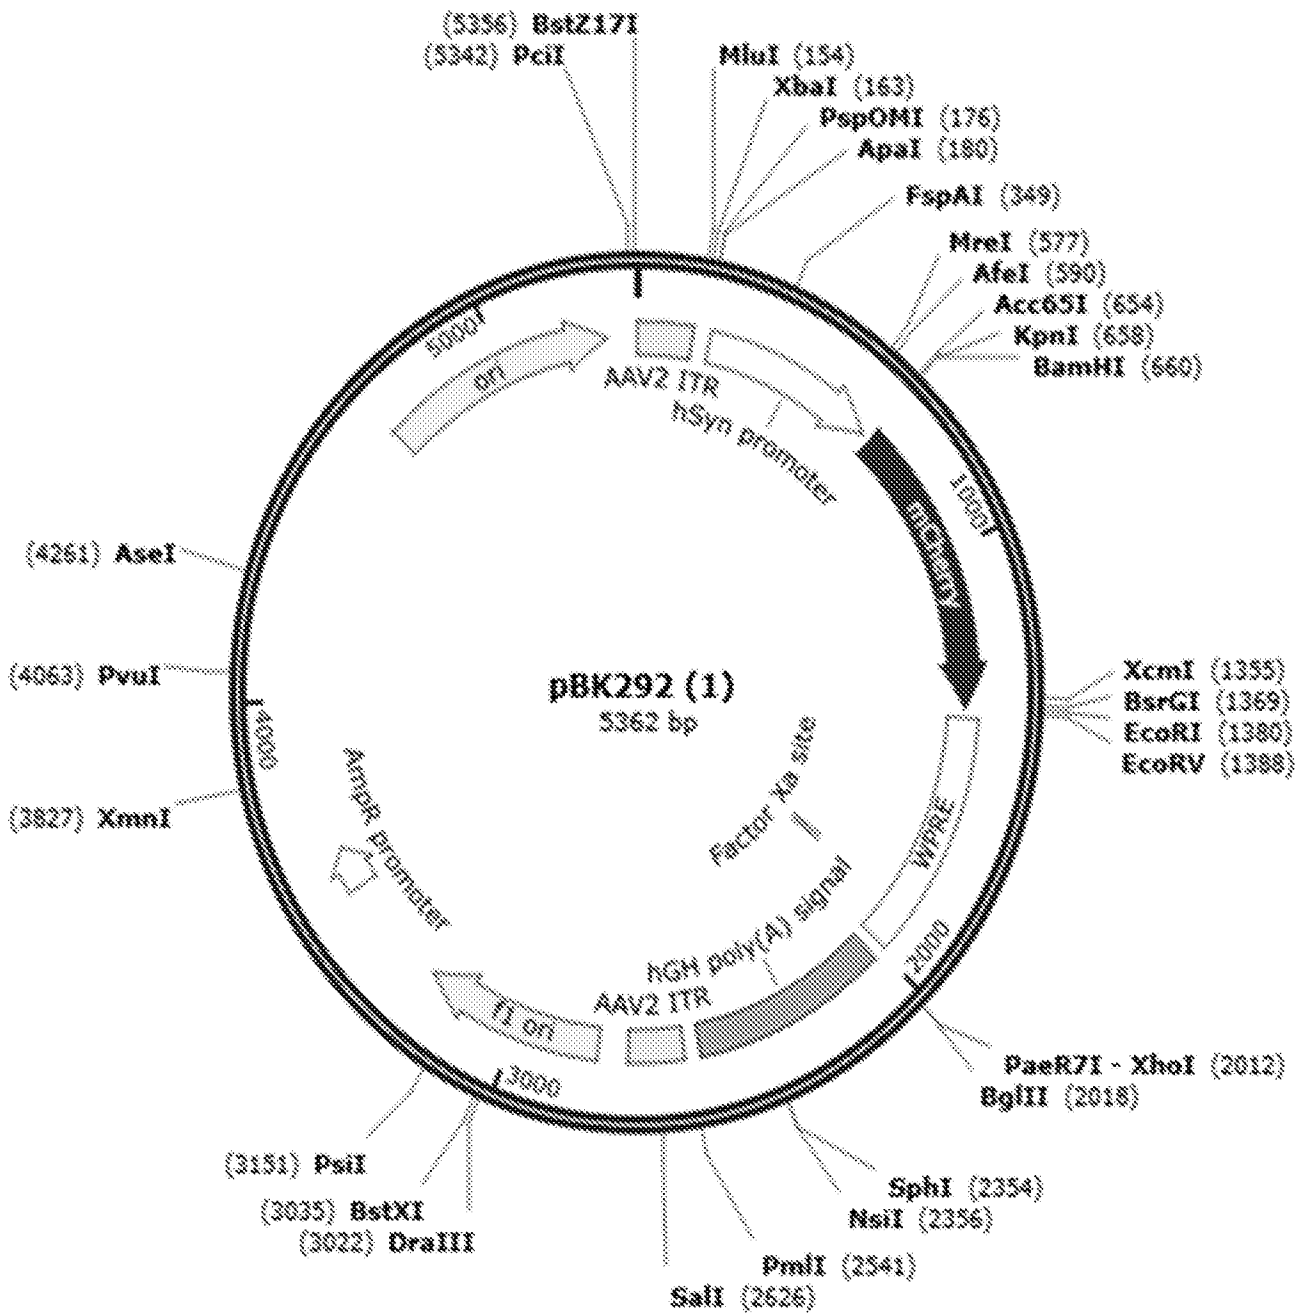 (5356) BstZ17I
(5342) PciI
MluI (154)
XbaI (163)
PspOMI (176)
ApaI (180)
FspAI (349)
MreI (577)
AfeI (590)
Acc65I (654)
KpnI (658)
BamHI (660)
5000
ori
AAV2 ITR
hSyn promoter
1000
mCherry
(4261) AseI
(4063) PvuI
(3827) XmnI
4000
pBK292 (1)
5362 bp
XcmI (1355)
BsrGI (1369)
EcoRI (1380)
EcoRV (1388)
AmpR promoter
Factor Xa site
WPRE
hGH poly(A) signal
AAV2 ITR
f1 ori
2000
3000
PaeR7I - XhoI (2012)
BglII (2018)
(3151) PsiI
(3035) BstXI
(3022) DraIII
SphI (2354)
NsiI (2356)
PmlI (2541)
SalI (2626)